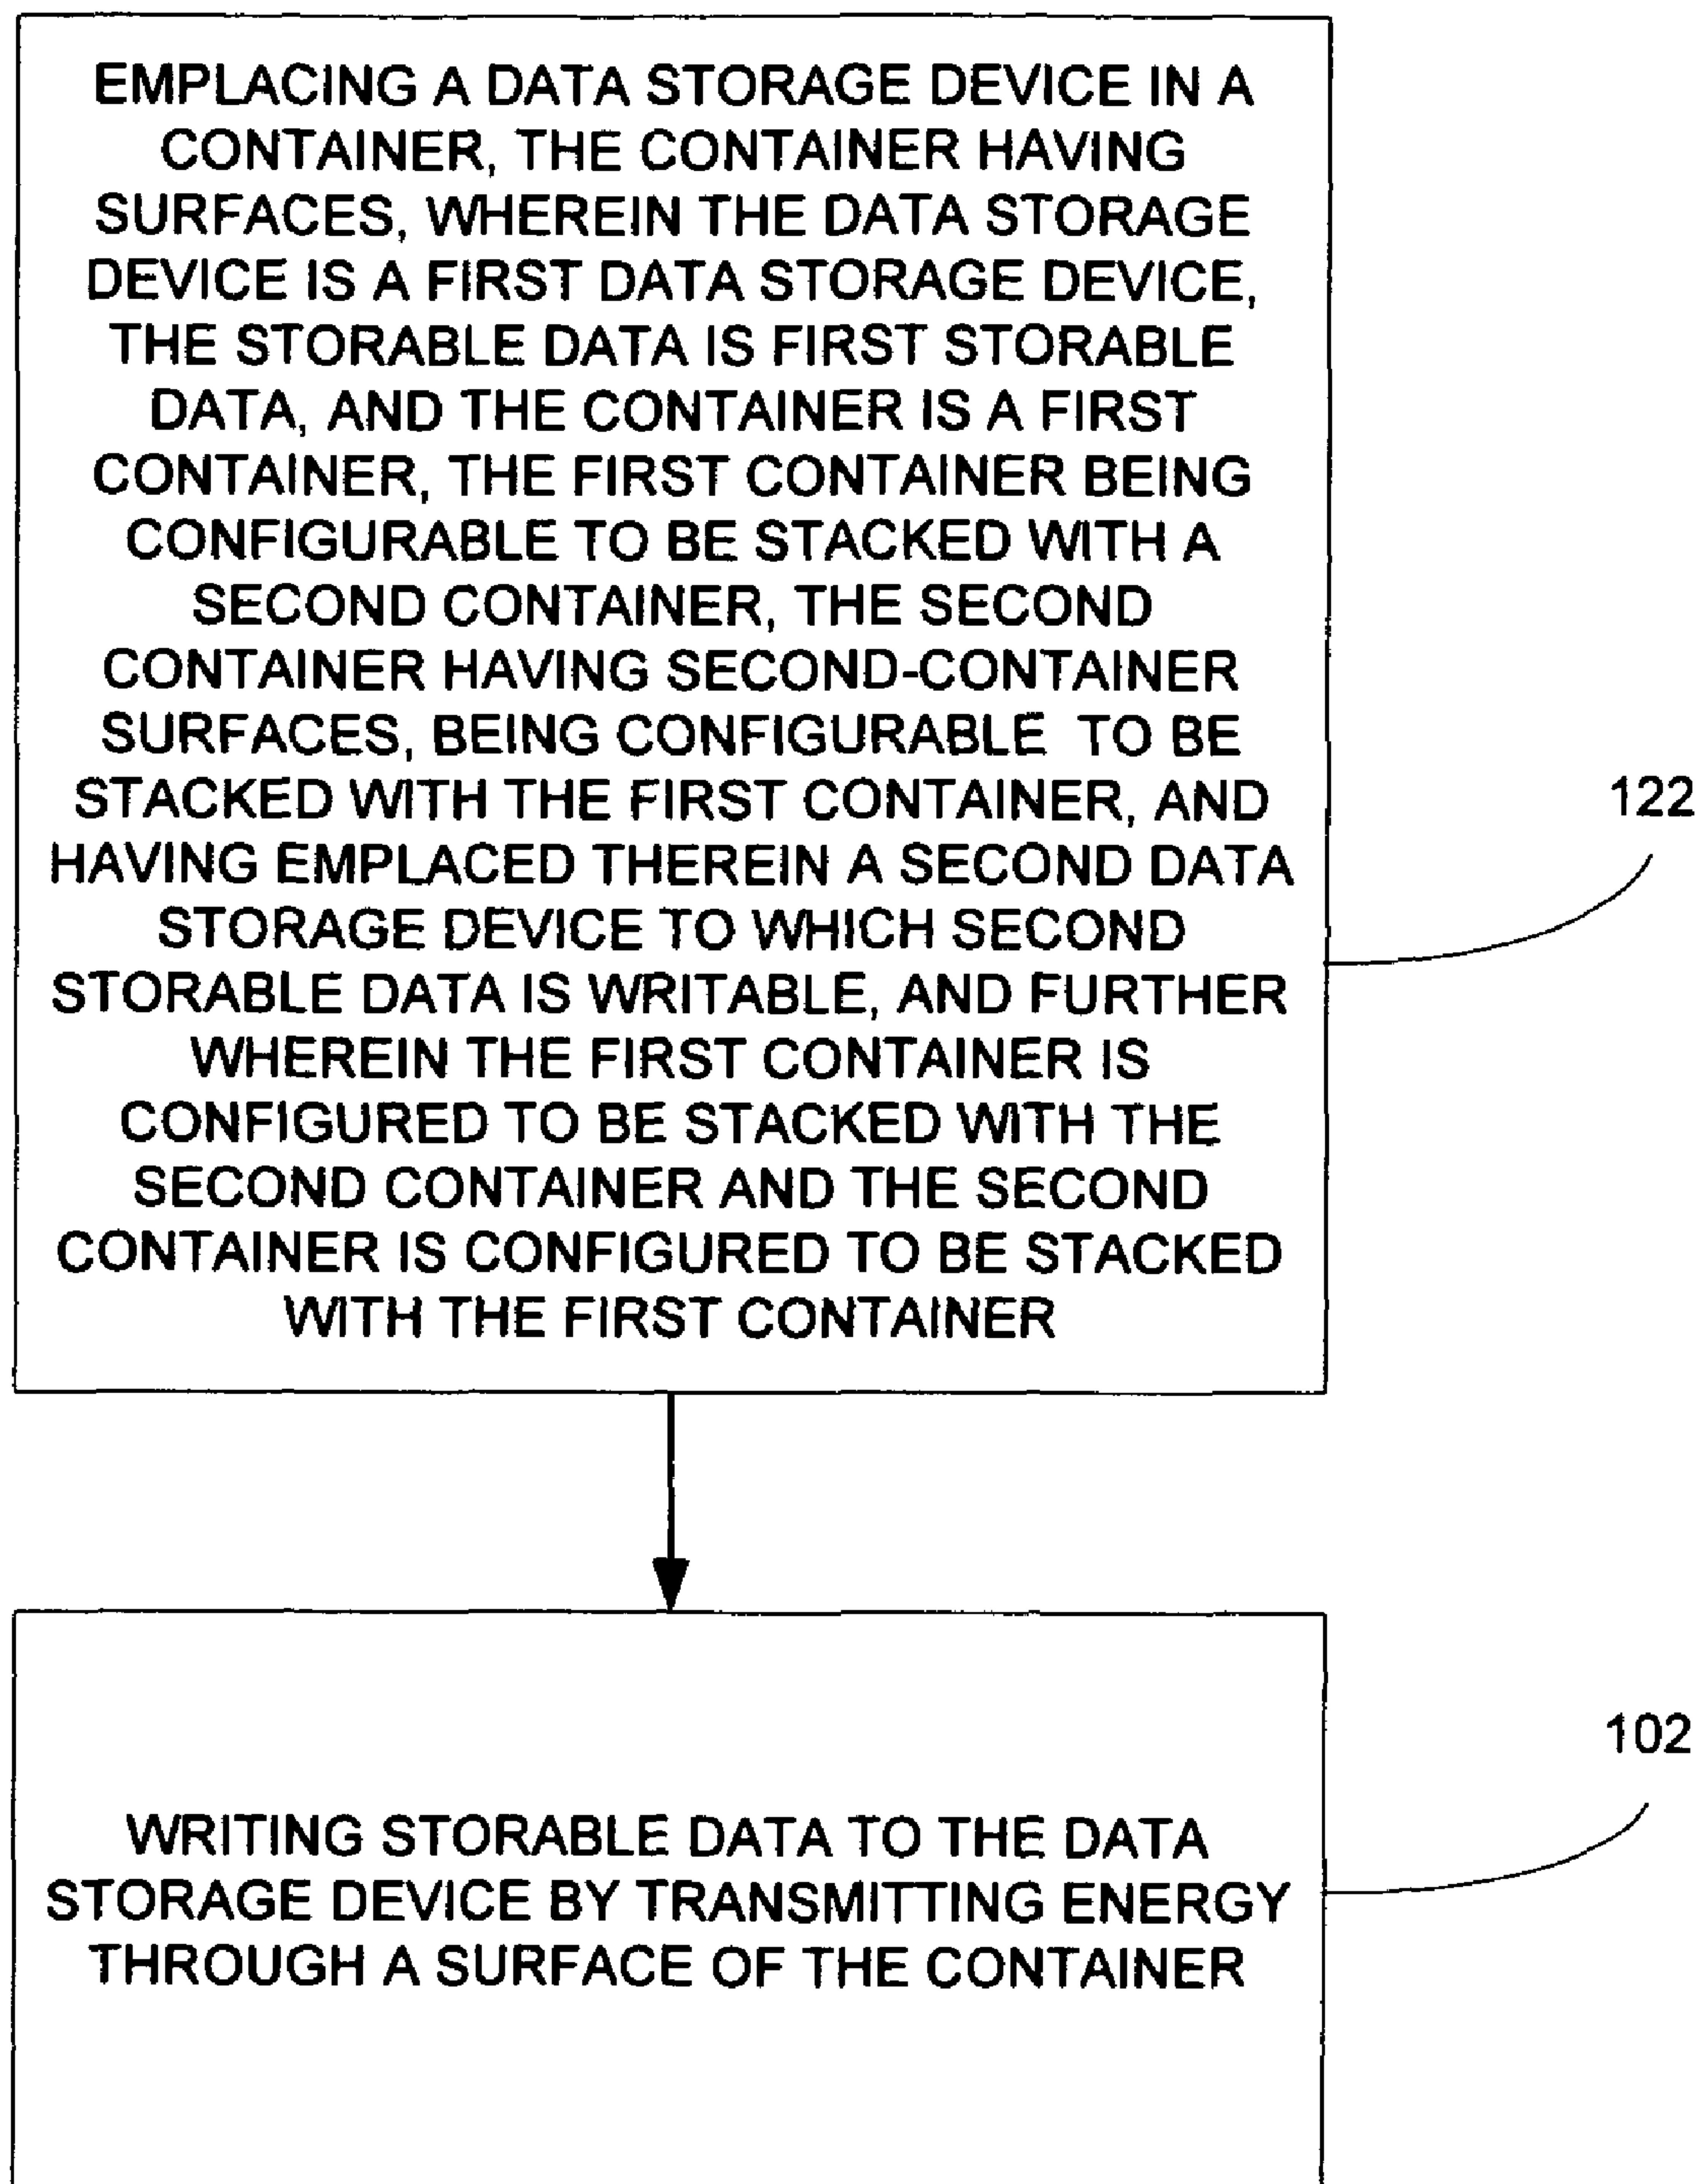 EMPLACING A DATA STORAGE DEVICE IN A
CONTAINER, THE CONTAINER HAVING
SURFACES, WHEREIN THE DATA STORAGE
DEVICE IS A FIRST DATA STORAGE DEVICE,
THE STORABLE DATA IS FIRST STORABLE
DATA, AND THE CONTAINER IS A FIRST
CONTAINER, THE FIRST CONTAINER BEING
CONFIGURABLE TO BE STACKED WITH A
SECOND CONTAINER, THE SECOND
CONTAINER HAVING SECOND-CONTAINER
SURFACES, BEING CONFIGURABLE TO BE
STACKED WITH THE FIRST CONTAINER, AND
HAVING EMPLACED THEREIN A SECOND DATA
STORAGE DEVICE TO WHICH SECOND
STORABLE DATA IS WRITABLE, AND FURTHER
WHEREIN THE FIRST CONTAINER IS
CONFIGURED TO BE STACKED WITH THE
SECOND CONTAINER AND THE SECOND
CONTAINER IS CONFIGURED TO BE STACKED
WITH THE FIRST CONTAINER
122
102
WRITING STORABLE DATA TO THE DATA
STORAGE DEVICE BY TRANSMITTING ENERGY
THROUGH A SURFACE OF THE CONTAINER